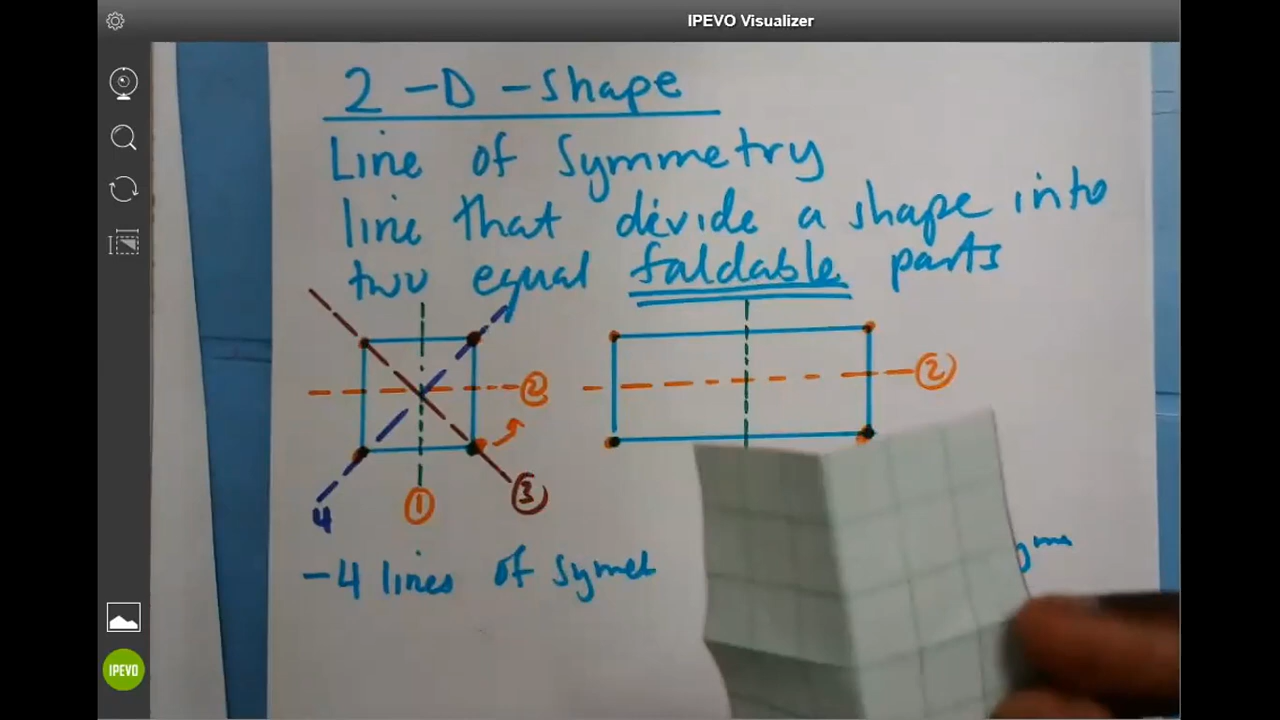 IPEVO Visualizer
2-D-Shape
Line of Symmetry
line that divide a shape into
two equal faldable parts
②
②
①
③
4
-4 lines of Symet
IPEVO